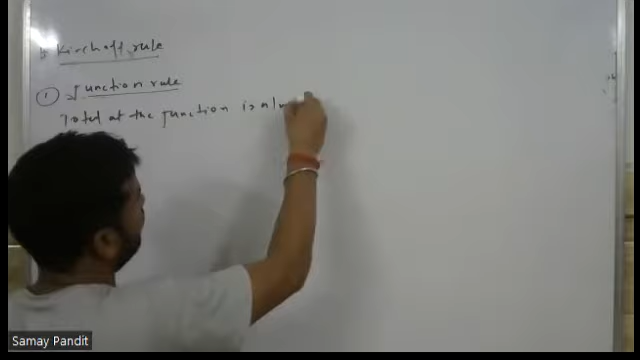 Kirchoff rule
① Junction rule
Total at the junction is
Samay Pandit